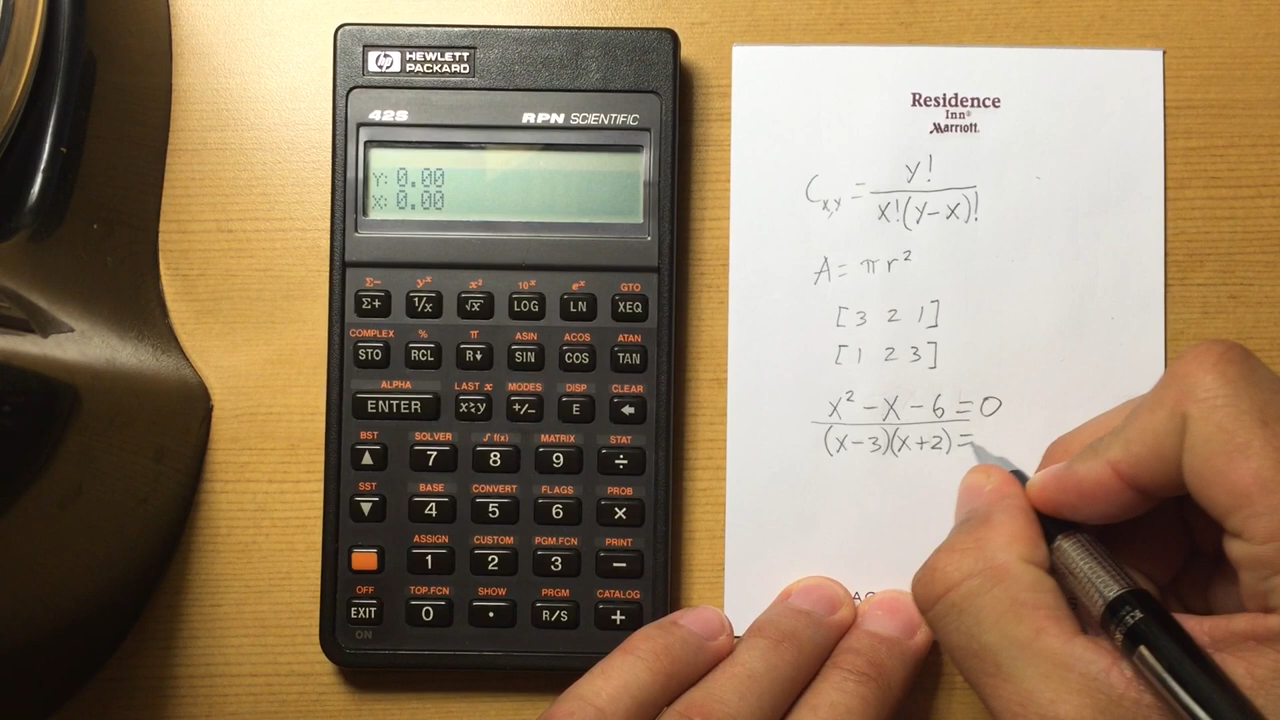 hp HEWLETT
PACKARD
42S RPN SCIENTIFIC
Y: 0.00
X: 0.00
Σ- yˣ x² 10ˣ eˣ GTO
Σ+ 1/x √x LOG LN XEQ
COMPLEX % π ASIN ACOS ATAN
STO RCL R↓ SIN COS TAN
ALPHA LAST x MODES DISP CLEAR
ENTER x≷y +/- E ←
BST SOLVER ∫f(x) MATRIX STAT
▲ 7 8 9 ÷
SST BASE CONVERT FLAGS PROB
▼ 4 5 6 ×
ASSIGN CUSTOM PGM.FCN PRINT
1 2 3 −
OFF TOP.FCN SHOW PRGM CATALOG
EXIT 0 · R/S +
ON
Residence
Inn®
Marriott.
Cx,y = y! / x!(y-x)!
A = πr²
[3 2 1]
[1 2 3]
x² - x - 6 = 0
(x-3)(x+2) =